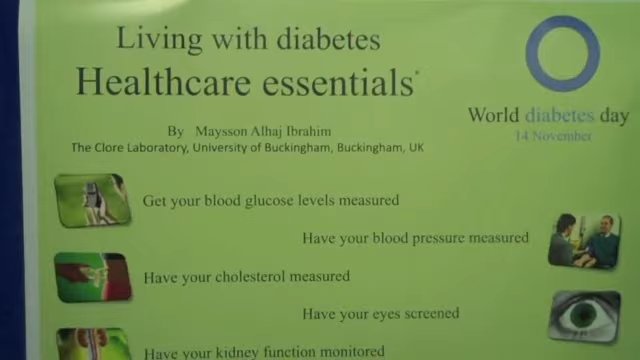 Living with diabetes
Healthcare essentials*
World diabetes day
14 November
By Maysson Alhaj Ibrahim
The Clore Laboratory, University of Buckingham, Buckingham, UK
Get your blood glucose levels measured
Have your blood pressure measured
Have your cholesterol measured
Have your eyes screened
Have your kidney function monitored